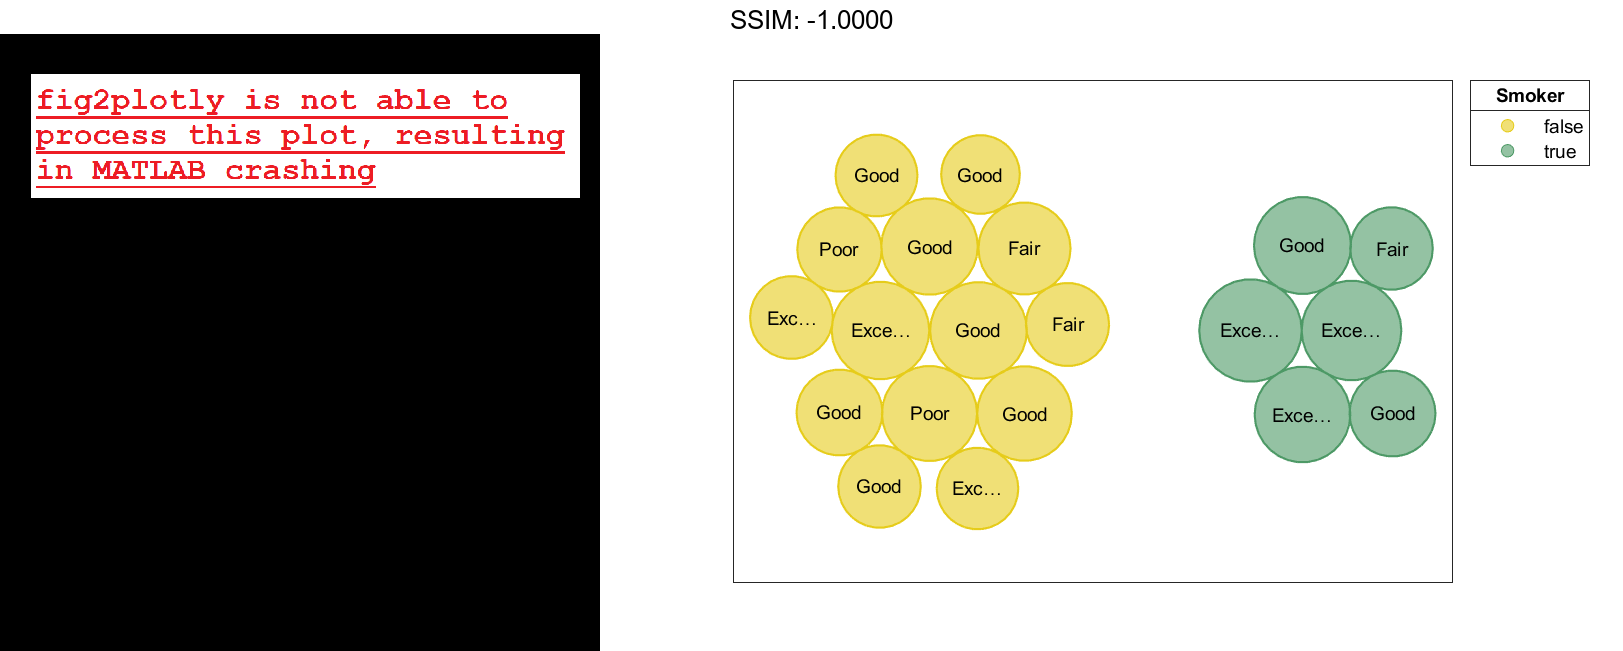 SSIM: -1.0000
fig2plotly is not able to
process this plot, resulting
in MATLAB crashing
Good
Good
Poor
Good
Fair
Exc...
Exce...
Good
Fair
Good
Poor
Good
Good
Exc...
Good
Fair
Exce...
Exce...
Exce...
Good
Smoker
false
true